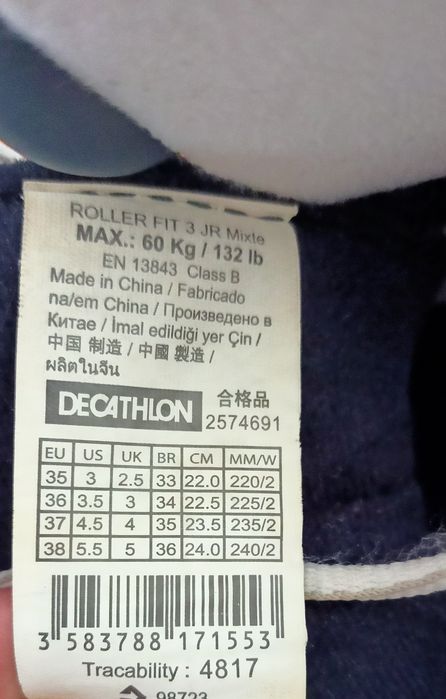 ROLLER FIT 3 JR Mixte
MAX.: 60 Kg / 132 lb
EN 13843 Class B
Made in China / Fabricado
na/em China / Произведено в
Китае / İmal edildiği yer Çin /
中国 制造 / 中國 製造 /
ผลิตในจีน
DECATHLON 合格品
2574691
EU US UK BR CM MM/W
35 3 2.5 33 22.0 220/2
36 3.5 3 34 22.5 225/2
37 4.5 4 35 23.5 235/2
38 5.5 5 36 24.0 240/2
3 583788 171553
Tracability : 4817
98723